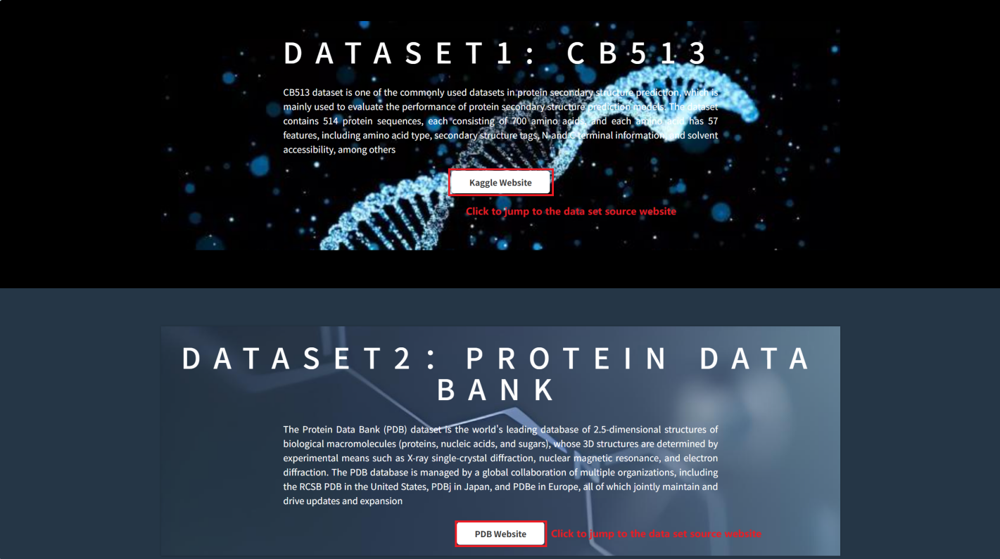 DATASET1: CB513
CB513 dataset is one of the commonly used datasets in protein secondary structure prediction, which is
mainly used to evaluate the performance of protein secondary structure prediction models. The dataset
contains 514 protein sequences, each consisting of 700 amino acids, and each amino acid has 57
features, including amino acid type, secondary structure tags, N-and C-terminal information, and solvent
accessibility, among others
Kaggle Website
Click to jump to the data set source website
DATASET2: PROTEIN DATA
BANK
The Protein Data Bank (PDB) dataset is the world's leading database of 2.5-dimensional structures of
biological macromolecules (proteins, nucleic acids, and sugars), whose 3D structures are determined by
experimental means such as X-ray single-crystal diffraction, nuclear magnetic resonance, and electron
diffraction. The PDB database is managed by a global collaboration of multiple organizations, including
the RCSB PDB in the United States, PDBj in Japan, and PDBe in Europe, all of which jointly maintain and
drive updates and expansion
PDB Website
Click to jump to the data set source website